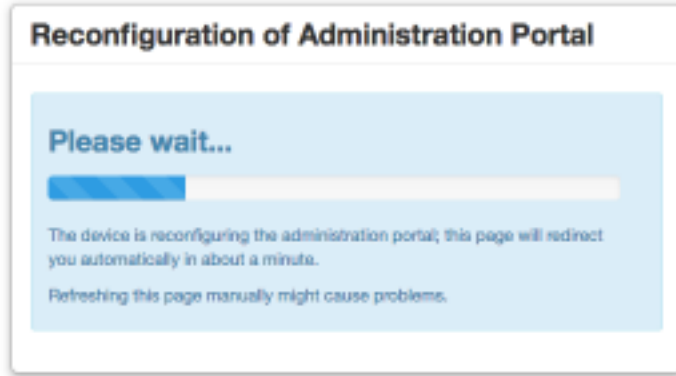 Reconfiguration of Administration Portal
Please wait...
The device is reconfiguring the administration portal; this page will redirect
you automatically in about a minute.
Refreshing this page manually might cause problems.